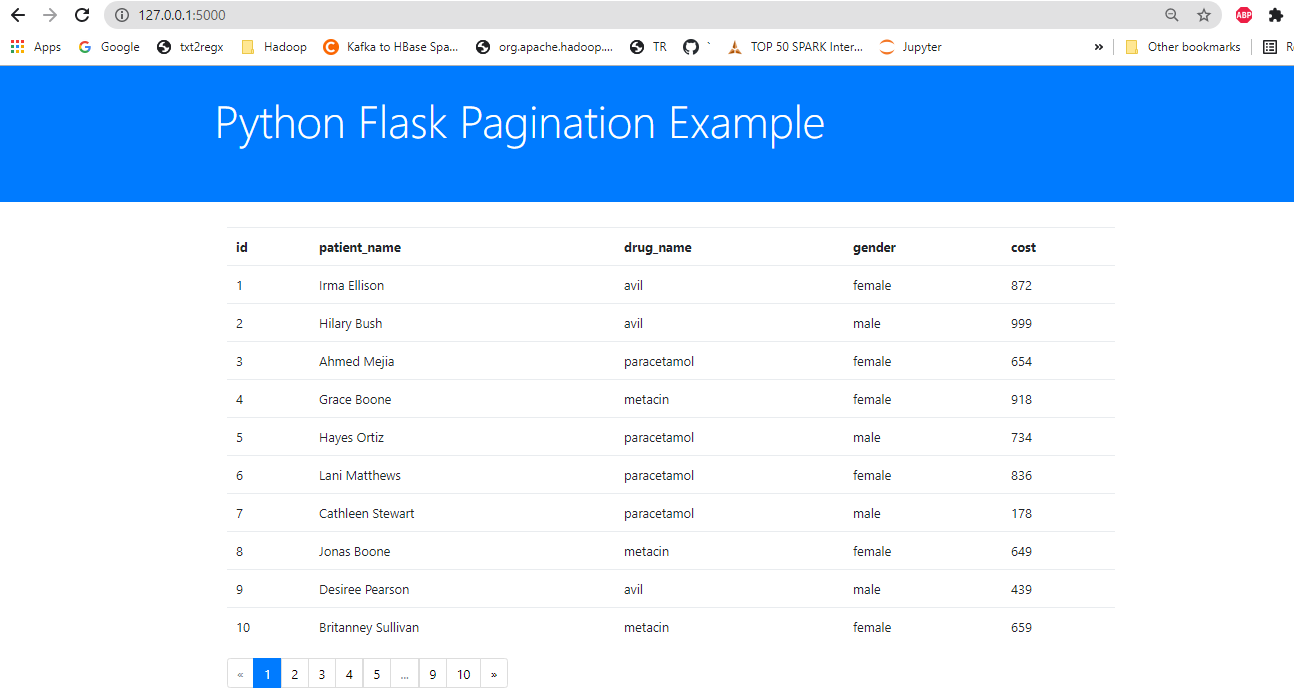 127.0.0.1:5000
ABP
Apps Google txt2regx Hadoop Kafka to HBase Spa... org.apache.hadoop.... TR ` TOP 50 SPARK Inter... Jupyter » Other bookmarks
Python Flask Pagination Example
id patient_name drug_name gender cost
1 Irma Ellison avil female 872
2 Hilary Bush avil male 999
3 Ahmed Mejia paracetamol female 654
4 Grace Boone metacin female 918
5 Hayes Ortiz paracetamol male 734
6 Lani Matthews paracetamol female 836
7 Cathleen Stewart paracetamol male 178
8 Jonas Boone metacin female 649
9 Desiree Pearson avil male 439
10 Britanney Sullivan metacin female 659
« 1 2 3 4 5 ... 9 10 »